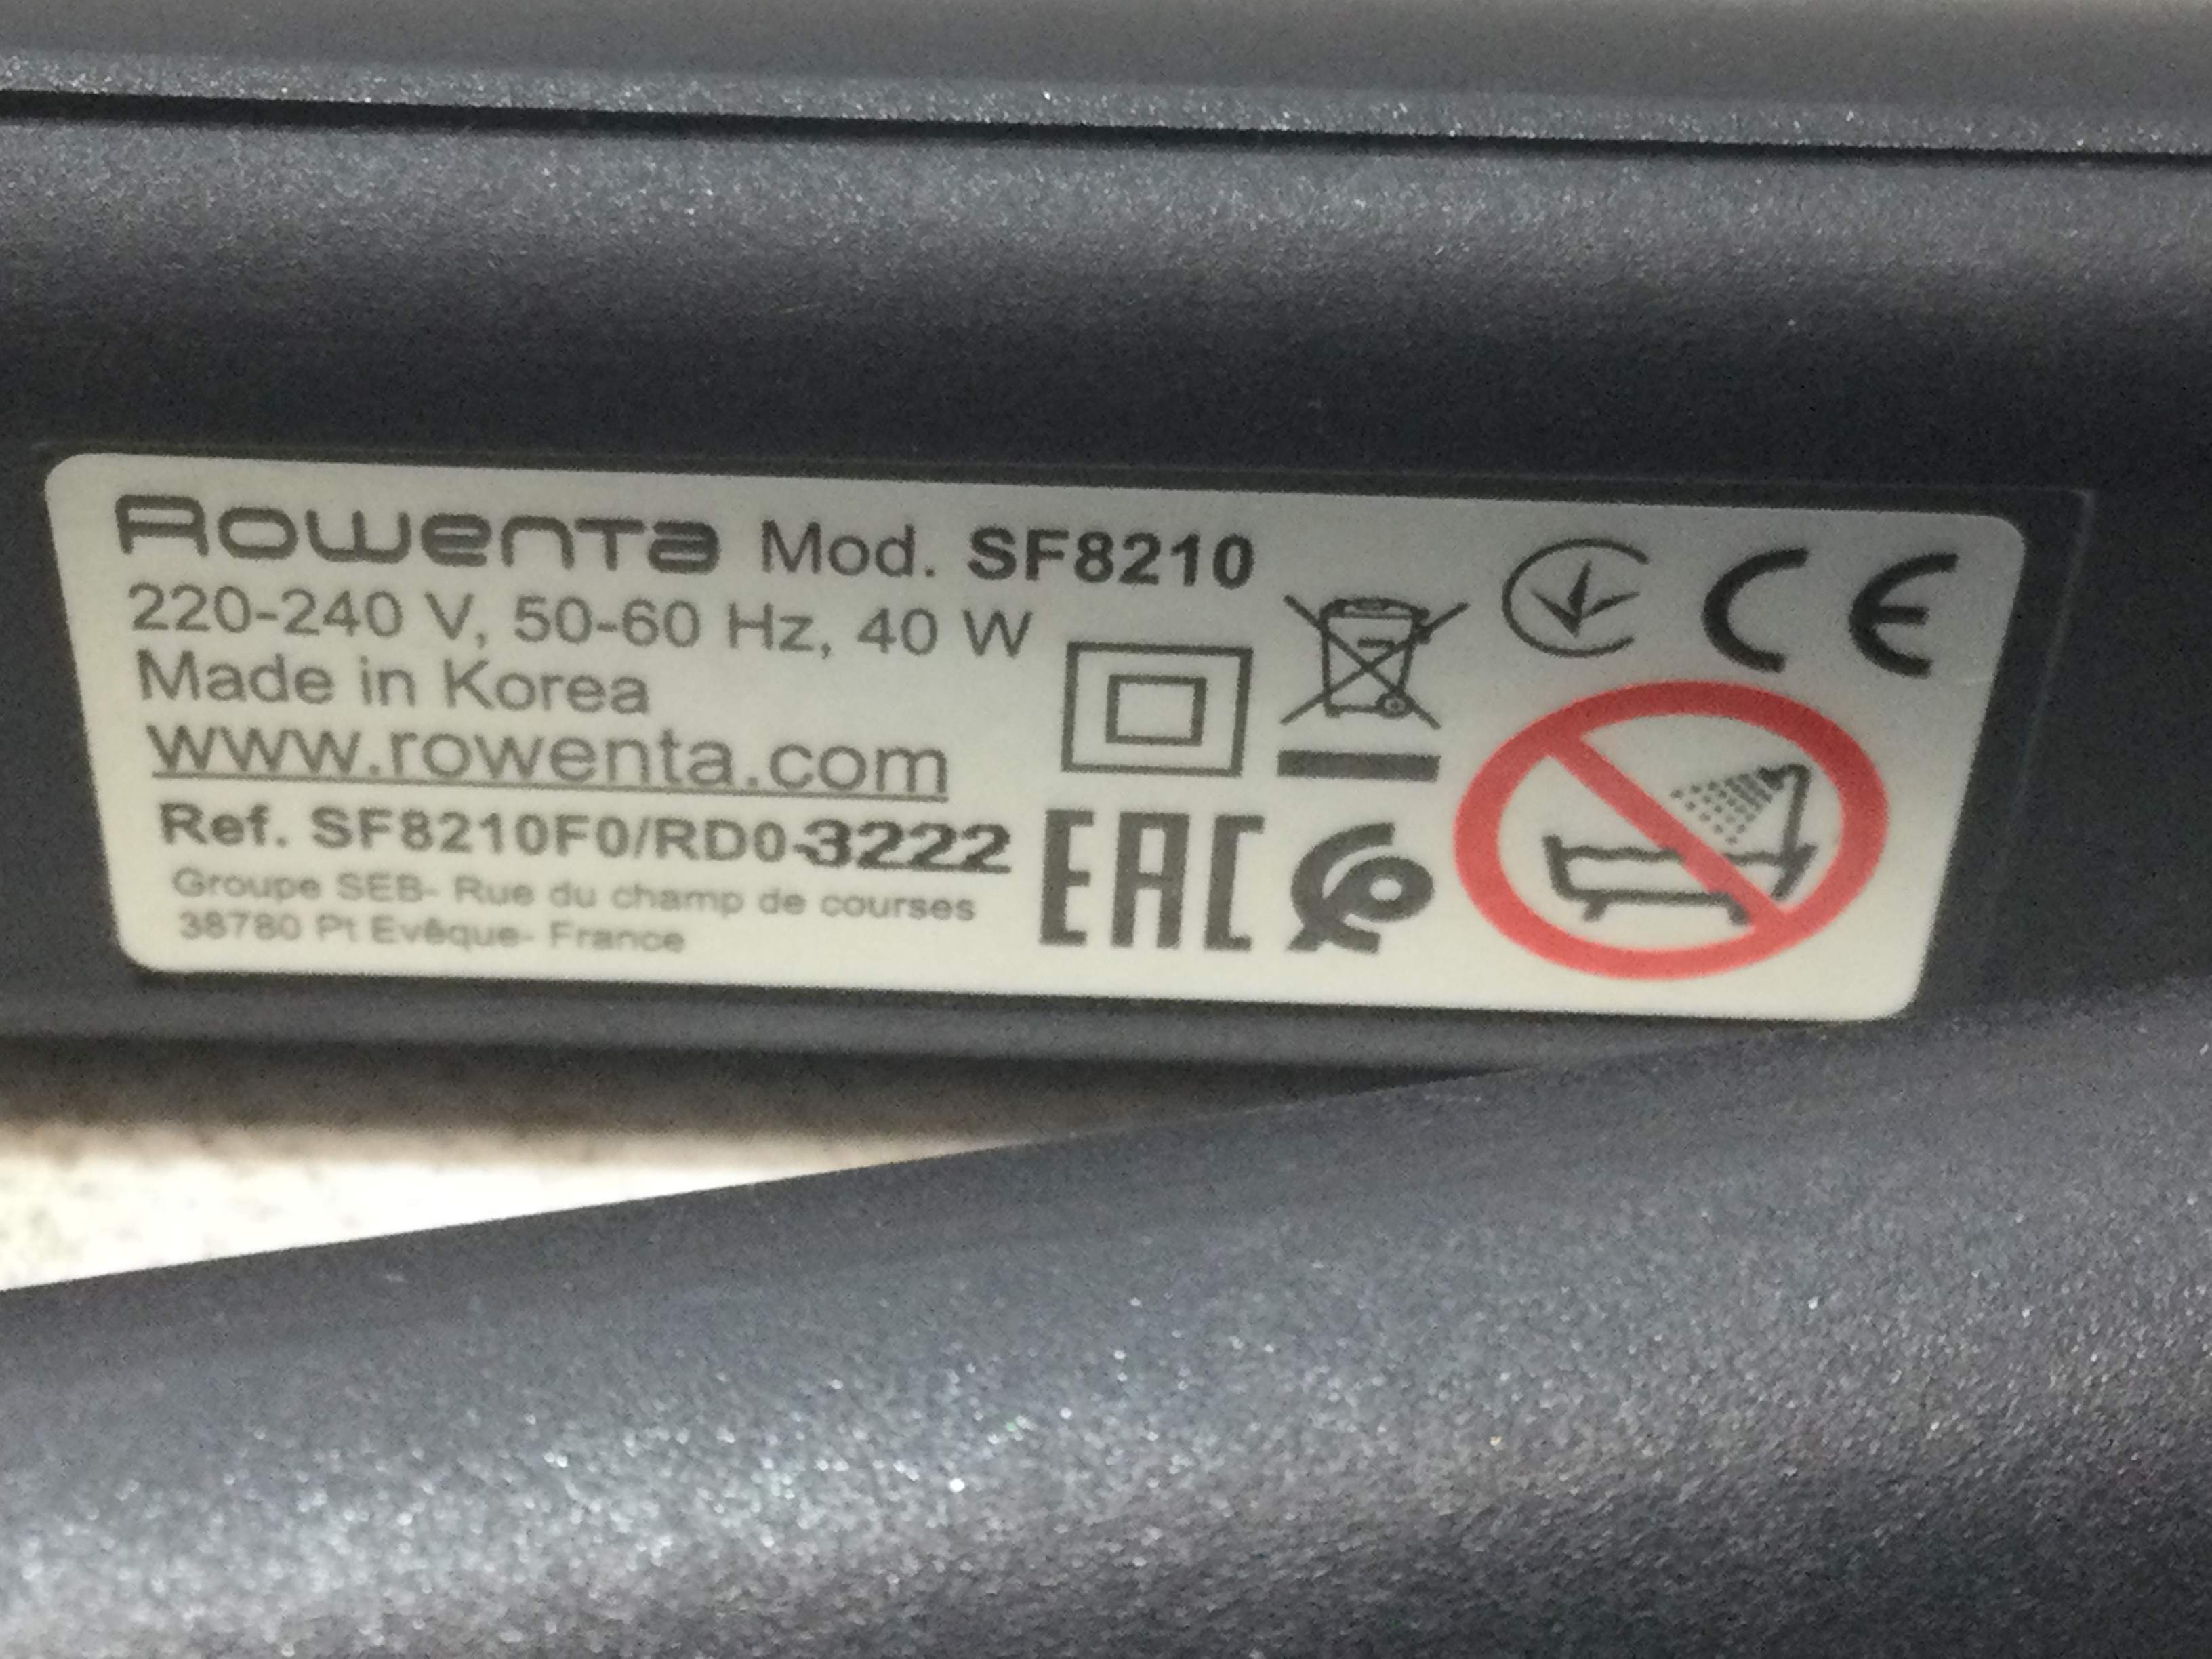 Rowenta Mod. SF8210
220-240 V, 50-60 Hz, 40 W
Made in Korea
www.rowenta.com
Ref. SF8210F0/RD0-3222
Groupe SEB- Rue du champ de courses
38780 Pt Evêque- France
CE
EAC